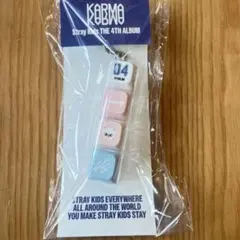 KARMA
KARMA
Stray Kids THE 4TH ALBUM
04
STRAY KIDS EVERYWHERE
ALL AROUND THE WORLD
YOU MAKE STRAY KIDS STAY